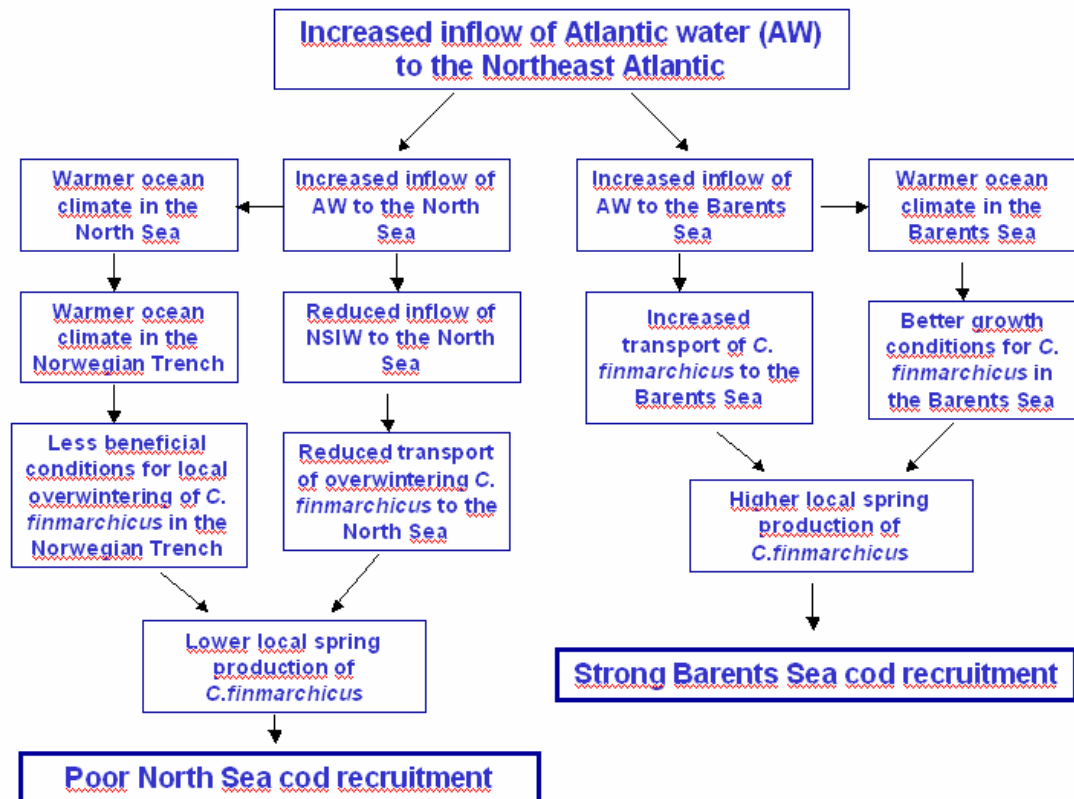 Increased inflow of Atlantic water (AW)
to the Northeast Atlantic
Warmer ocean
climate in the
North Sea
Increased inflow of
AW to the North
Sea
Increased inflow of
AW to the Barents
Sea
Warmer ocean
climate in the
Barents Sea
Warmer ocean
climate in the
Norwegian Trench
Reduced inflow of
NSIW to the North
Sea
Increased
transport of C.
finmarchicus to the
Barents Sea
Better growth
conditions for C.
finmarchicus in
the Barents Sea
Less beneficial
conditions for local
overwintering of C.
finmarchicus in the
Norwegian Trench
Reduced transport
of overwintering C.
finmarchicus to the
North Sea
Higher local spring
production of
C.finmarchicus
Lower local spring
production of
C.finmarchicus
Strong Barents Sea cod recruitment
Poor North Sea cod recruitment